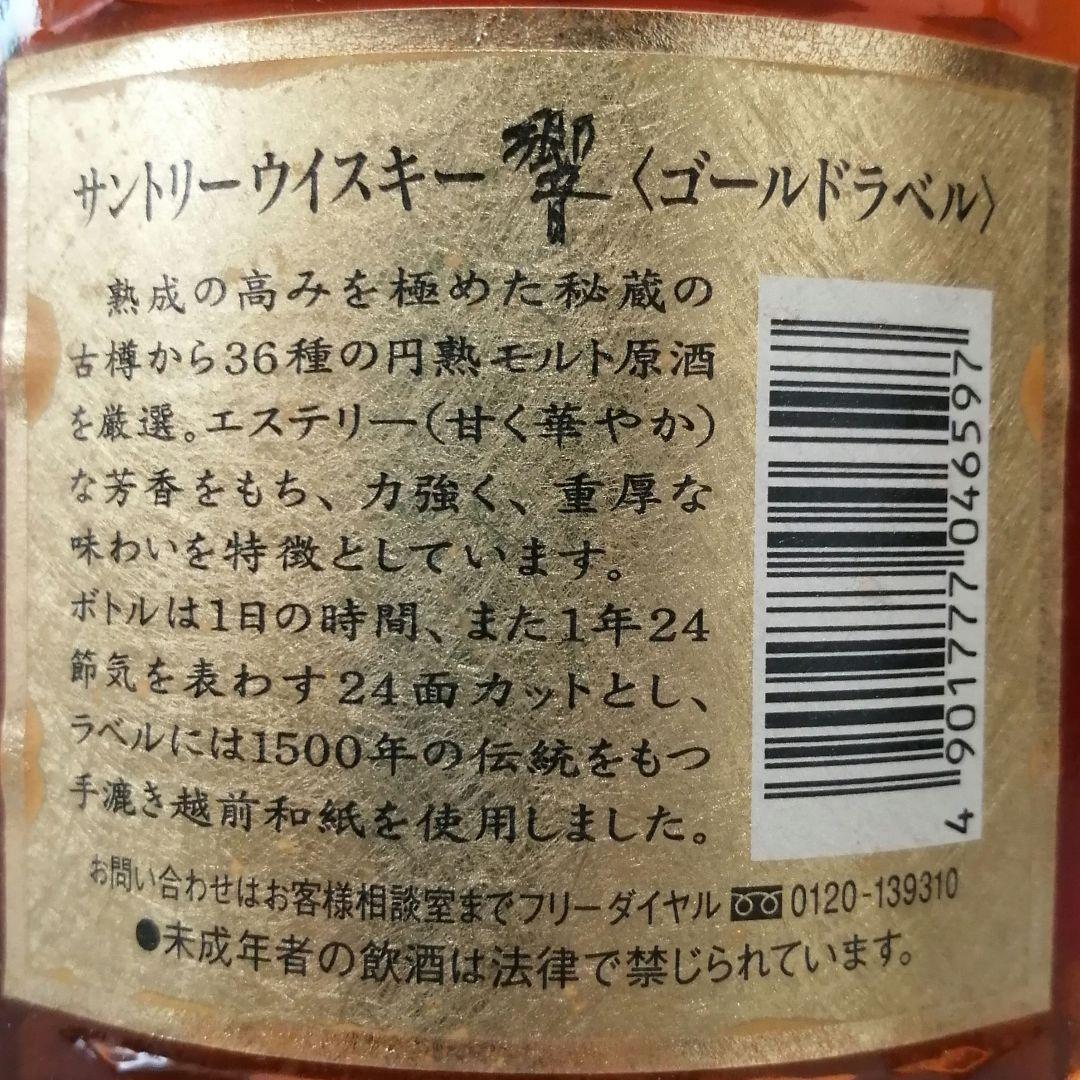 サントリーウイスキー 響〈ゴールドラベル〉
熟成の高みを極めた秘蔵の
古樽から36種の円熟モルト原酒
を厳選。エステリー(甘く華やか)
な芳香をもち、力強く、重厚な
味わいを特徴としています。
ボトルは1日の時間、また1年24
節気を表わす24面カットとし、
ラベルには1500年の伝統をもつ
手漉き越前和紙を使用しました。
お問い合わせはお客様相談室までフリーダイヤル 0120-139310
●未成年者の飲酒は法律で禁じられています。
4 901777 046597